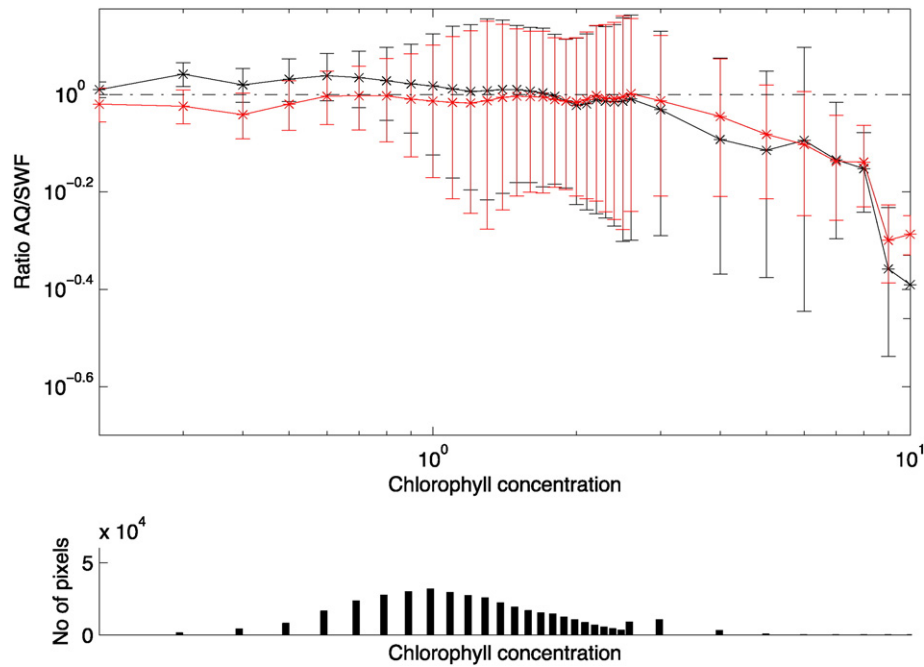 Ratio AQ/SWF
10^0
10^-0.2
10^-0.4
10^-0.6
10^0
10^1
Chlorophyll concentration
x 10^4
No of pixels
5
0
Chlorophyll concentration